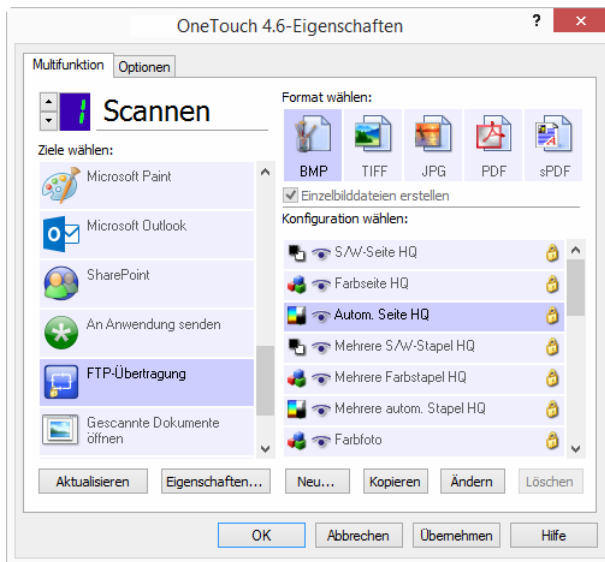 OneTouch 4.6-Eigenschaften
?
Multifunktion
Optionen
1
Scannen
Ziele wählen:
Microsoft Paint
Microsoft Outlook
SharePoint
An Anwendung senden
FTP-Übertragung
Gescannte Dokumente
öffnen
Format wählen:
BMP
TIFF
JPG
PDF
sPDF
Einzelbilddateien erstellen
Konfiguration wählen:
S/W-Seite HQ
Farbseite HQ
Autom. Seite HQ
Mehrere S/W-Stapel HQ
Mehrere Farbstapel HQ
Mehrere autom. Stapel HQ
Farbfoto
Aktualisieren
Eigenschaften...
Neu...
Kopieren
Ändern
Löschen
OK
Abbrechen
Übernehmen
Hilfe